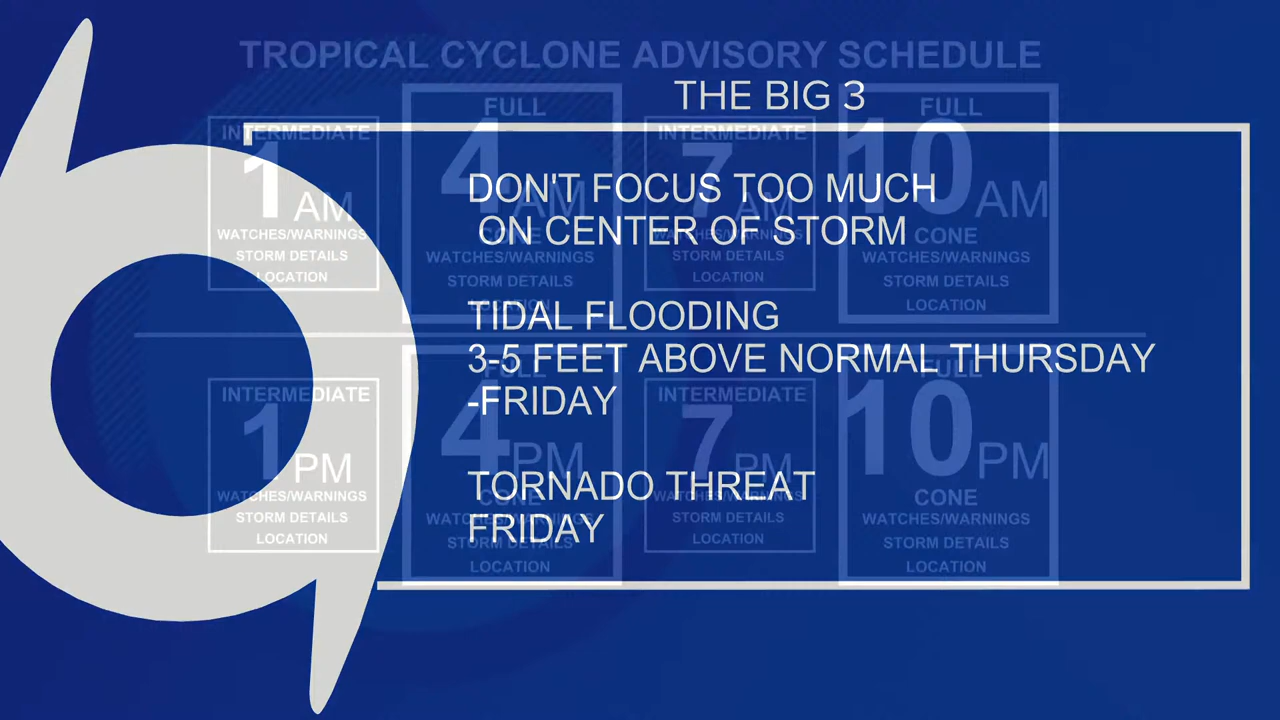 TROPICAL CYCLONE ADVISORY SCHEDULE
THE BIG 3
DON'T FOCUS TOO MUCH
ON CENTER OF STORM
TIDAL FLOODING
3-5 FEET ABOVE NORMAL THURSDAY
-FRIDAY
TORNADO THREAT
FRIDAY
INTERMEDIATE
1 AM
WATCHES/WARNINGS
STORM DETAILS
LOCATION
FULL
4 AM
CONE
WATCHES/WARNINGS
STORM DETAILS
LOCATION
INTERMEDIATE
7 AM
WATCHES/WARNINGS
STORM DETAILS
LOCATION
FULL
10 AM
CONE
WATCHES/WARNINGS
STORM DETAILS
LOCATION
INTERMEDIATE
1 PM
WATCHES/WARNINGS
STORM DETAILS
LOCATION
FULL
4 PM
CONE
WATCHES/WARNINGS
STORM DETAILS
LOCATION
INTERMEDIATE
7 PM
WATCHES/WARNINGS
STORM DETAILS
LOCATION
FULL
10 PM
CONE
WATCHES/WARNINGS
STORM DETAILS
LOCATION